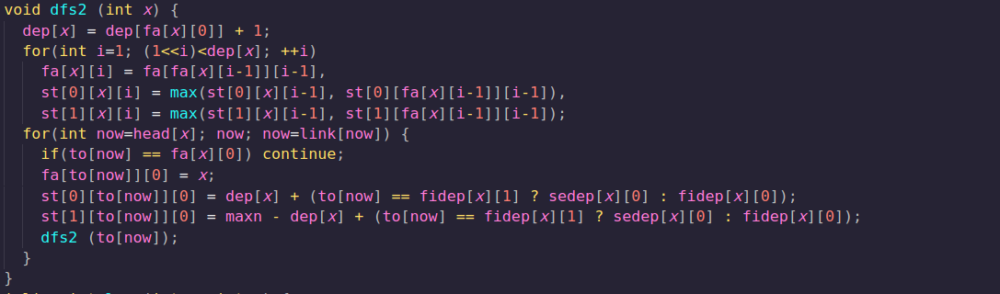 void dfs2 (int x) {
  dep[x] = dep[fa[x][0]] + 1;
  for(int i=1; (1<<i)<dep[x]; ++i)
    fa[x][i] = fa[fa[x][i-1]][i-1],
    st[0][x][i] = max(st[0][x][i-1], st[0][fa[x][i-1]][i-1]),
    st[1][x][i] = max(st[1][x][i-1], st[1][fa[x][i-1]][i-1]);
  for(int now=head[x]; now; now=link[now]) {
    if(to[now] == fa[x][0]) continue;
    fa[to[now]][0] = x;
    st[0][to[now]][0] = dep[x] + (to[now] == fidep[x][1] ? sedep[x][0] : fidep[x][0]);
    st[1][to[now]][0] = maxn - dep[x] + (to[now] == fidep[x][1] ? sedep[x][0] : fidep[x][0]);
    dfs2 (to[now]);
  }
}